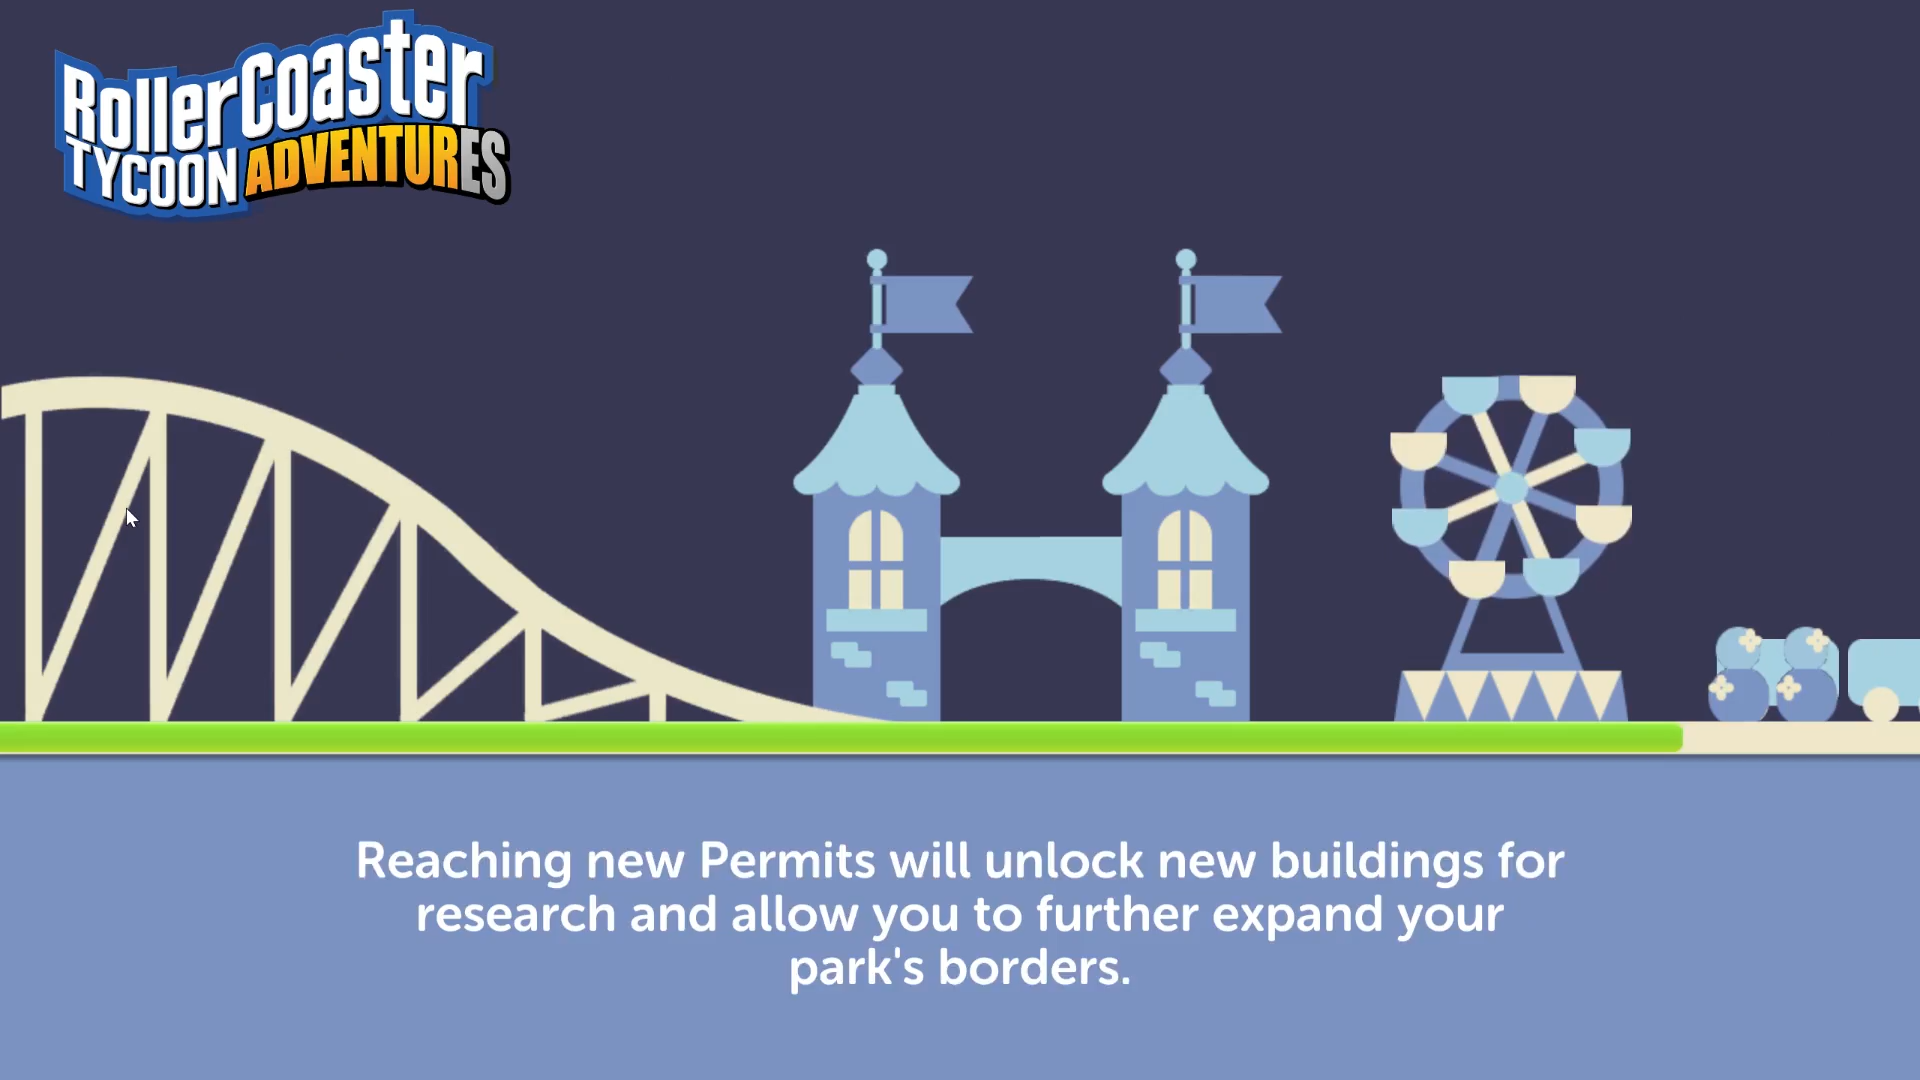 RollerCoaster
TYCOON ADVENTURES
Reaching new Permits will unlock new buildings for
research and allow you to further expand your
park's borders.